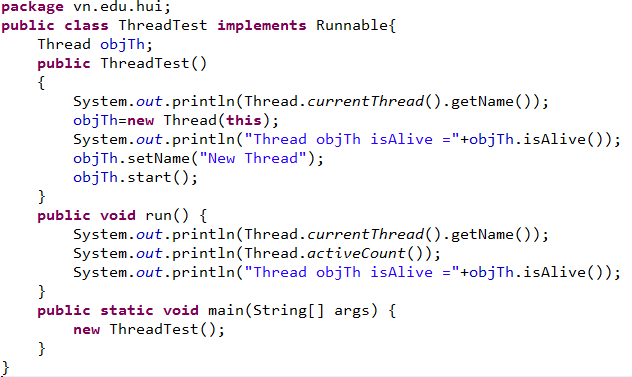 package vn.edu.hui;
public class ThreadTest implements Runnable{
    Thread objTh;
    public ThreadTest()
    {
        System.out.println(Thread.currentThread().getName());
        objTh=new Thread(this);
        System.out.println("Thread objTh isAlive ="+objTh.isAlive());
        objTh.setName("New Thread");
        objTh.start();
    }
    public void run() {
        System.out.println(Thread.currentThread().getName());
        System.out.println(Thread.activeCount());
        System.out.println("Thread objTh isAlive ="+objTh.isAlive());
    }
    public static void main(String[] args) {
        new ThreadTest();
    }
}